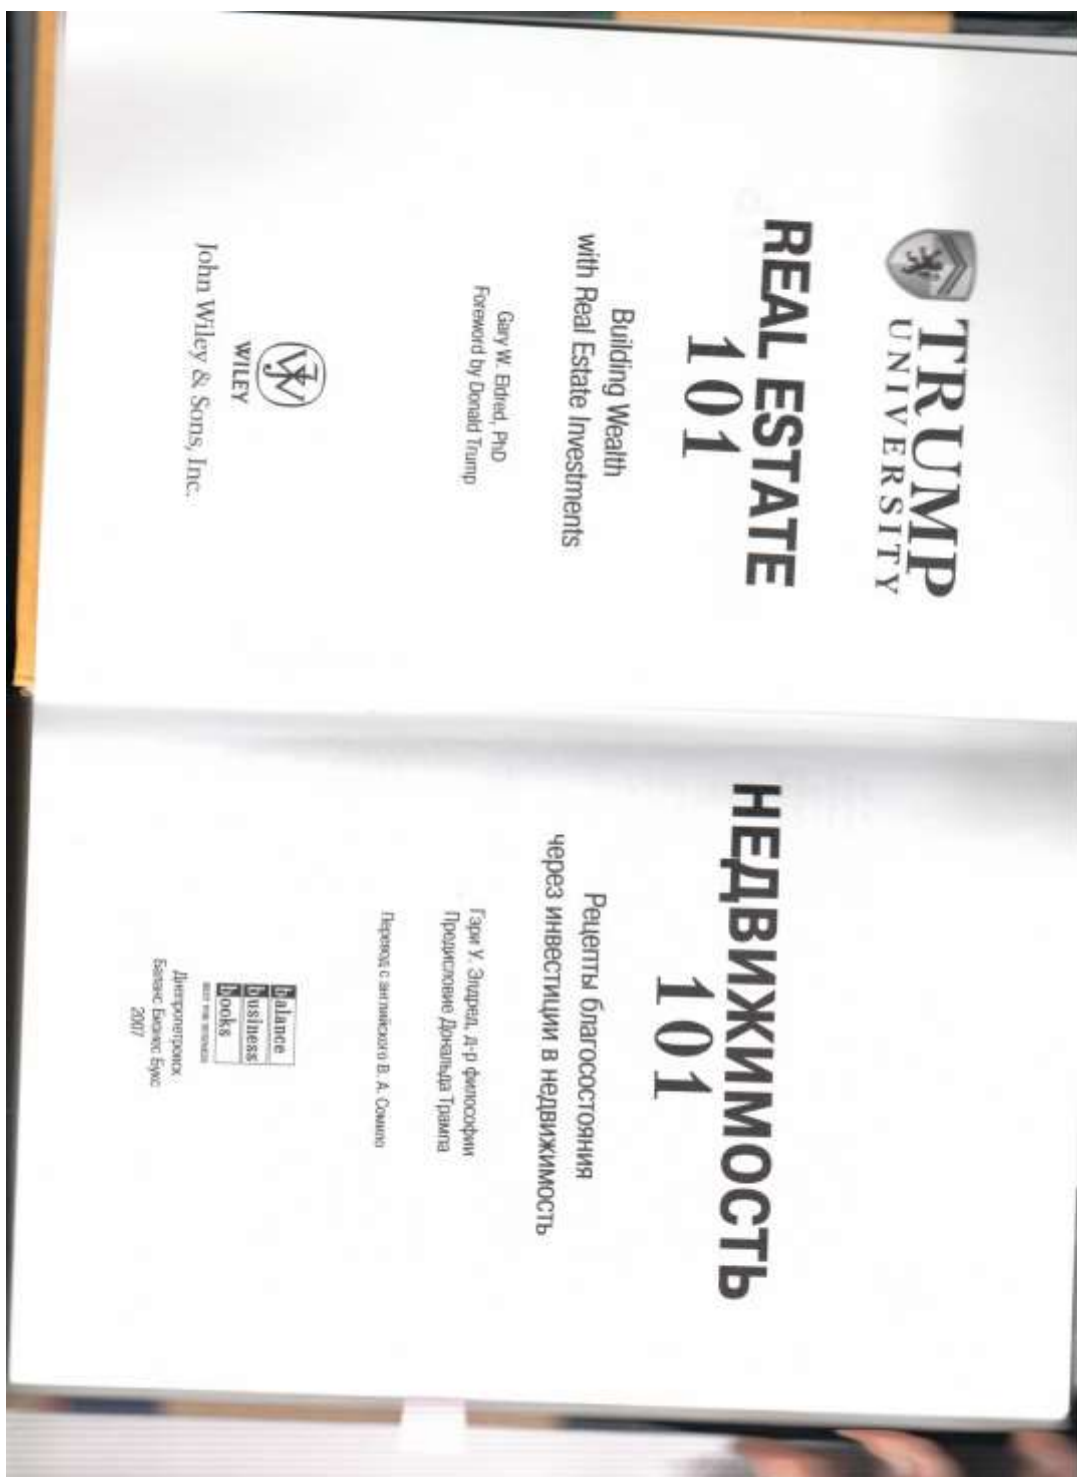 TRUMP
UNIVERSITY
REAL ESTATE
101
Building Wealth
with Real Estate Investments
Gary W. Eldred, PhD
Foreword by Donald Trump
WILEY
John Wiley & Sons, Inc.
НЕДВИЖИМОСТЬ
101
Рецепты благосостояния
через инвестиции в недвижимость
Гэри У. Элдред, д-р философии
Предисловие Дональда Трампа
Перевод с английского В. А. Сомило
balance
business
books
Днепропетровск
Баланс Бизнес Букс
2007